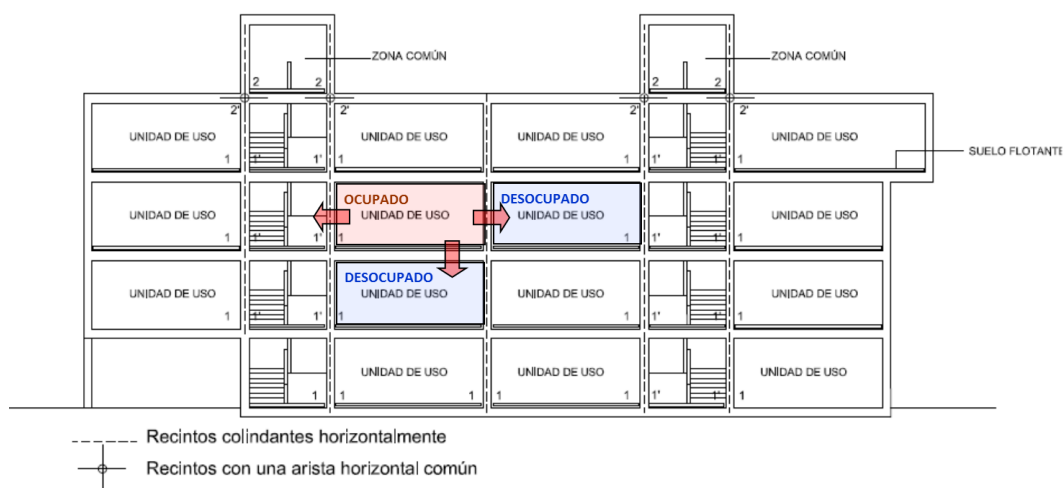 ZONA COMÚN
ZONA COMÚN
2 2 2 2
2' 2' 2' 2'
UNIDAD DE USO UNIDAD DE USO UNIDAD DE USO UNIDAD DE USO
1 1' 1' 1 1 1' 1' 1
SUELO FLOTANTE
OCUPADO DESOCUPADO
UNIDAD DE USO UNIDAD DE USO UNIDAD DE USO UNIDAD DE USO
1 1' 1' 1 1 1' 1' 1
DESOCUPADO
UNIDAD DE USO UNIDAD DE USO UNIDAD DE USO UNIDAD DE USO
1 1' 1' 1 1 1' 1' 1
UNIDAD DE USO UNIDAD DE USO UNIDAD DE USO
1 1 1 1 1 1' 1' 1
Recintos colindantes horizontalmente
Recintos con una arista horizontal común